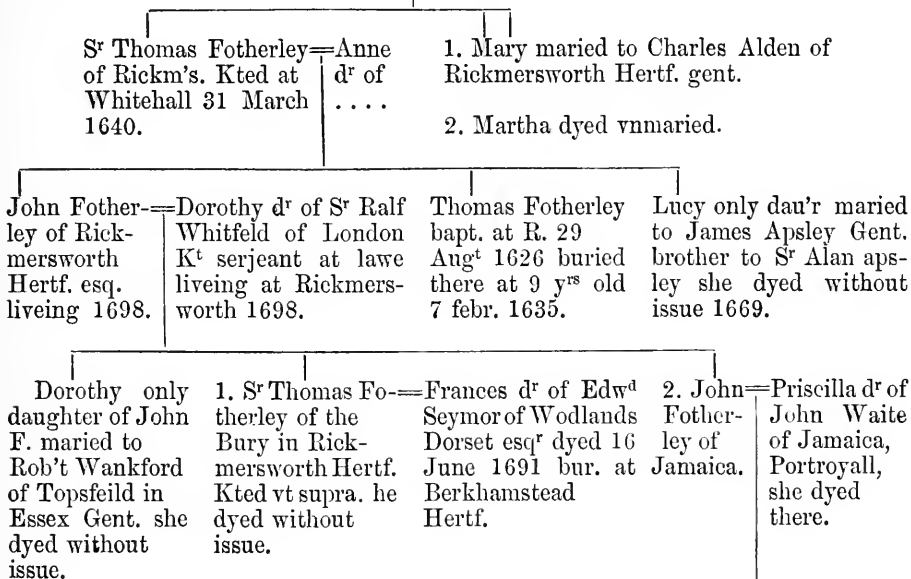 Sʳ Thomas Fotherley=
of Rickm's. Kted at
Whitehall 31 March
1640.
Anne
dʳ of
. . . .
1. Mary maried to Charles Alden of
Rickmersworth Hertf. gent.
2. Martha dyed vnmaried.
John Fother-=
ley of Rick-
mersworth
Hertf. esq.
liveing 1698.
Dorothy dʳ of Sʳ Ralf
Whitfeld of London
Kᵗ serjeant at lawe
liveing at Rickmers-
worth 1698.
Thomas Fotherley
bapt. at R. 29
Augᵗ 1626 buried
there at 9 yʳˢ old
7 febr. 1635.
Lucy only dau'r maried
to James Apsley Gent.
brother to Sʳ Alan aps-
ley she dyed without
issue 1669.
Dorothy only
daughter of John
F. maried to
Rob't Wankford
of Topsfeild in
Essex Gent. she
dyed without
issue.
1. Sʳ Thomas Fo-=
therley of the
Bury in Rick-
mersworth Hertf.
Kted vt supra. he
dyed without
issue.
Frances dʳ of Edwᵈ
Seymor of Wodlands
Dorset esqʳ dyed 16
June 1691 bur. at
Berkhamstead
Hertf.
2. John=
Fother-
ley of
Jamaica.
Priscilla dʳ of
John Waite
of Jamaica,
Portroyall,
she dyed
there.